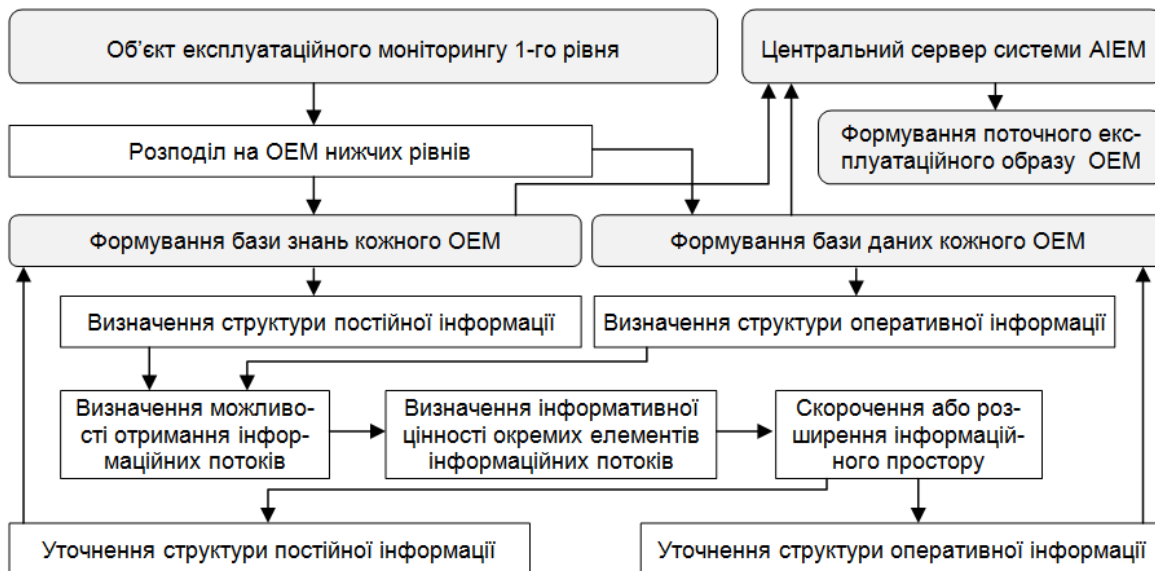 Об’єкт експлуатаційного моніторингу 1-го рівня
Центральний сервер системи АІЕМ
Формування поточного екс-
плуатаційного образу ОЕМ
Розподіл на ОЕМ нижчих рівнів
Формування бази знань кожного ОЕМ
Формування бази даних кожного ОЕМ
Визначення структури постійної інформації
Визначення структури оперативної інформації
Визначення можливо-
сті отримання інфор-
маційних потоків
Визначення інформативної
цінності окремих елементів
інформаційних потоків
Скорочення або роз-
ширення інформацій-
ного простору
Уточнення структури постійної інформації
Уточнення структури оперативної інформації